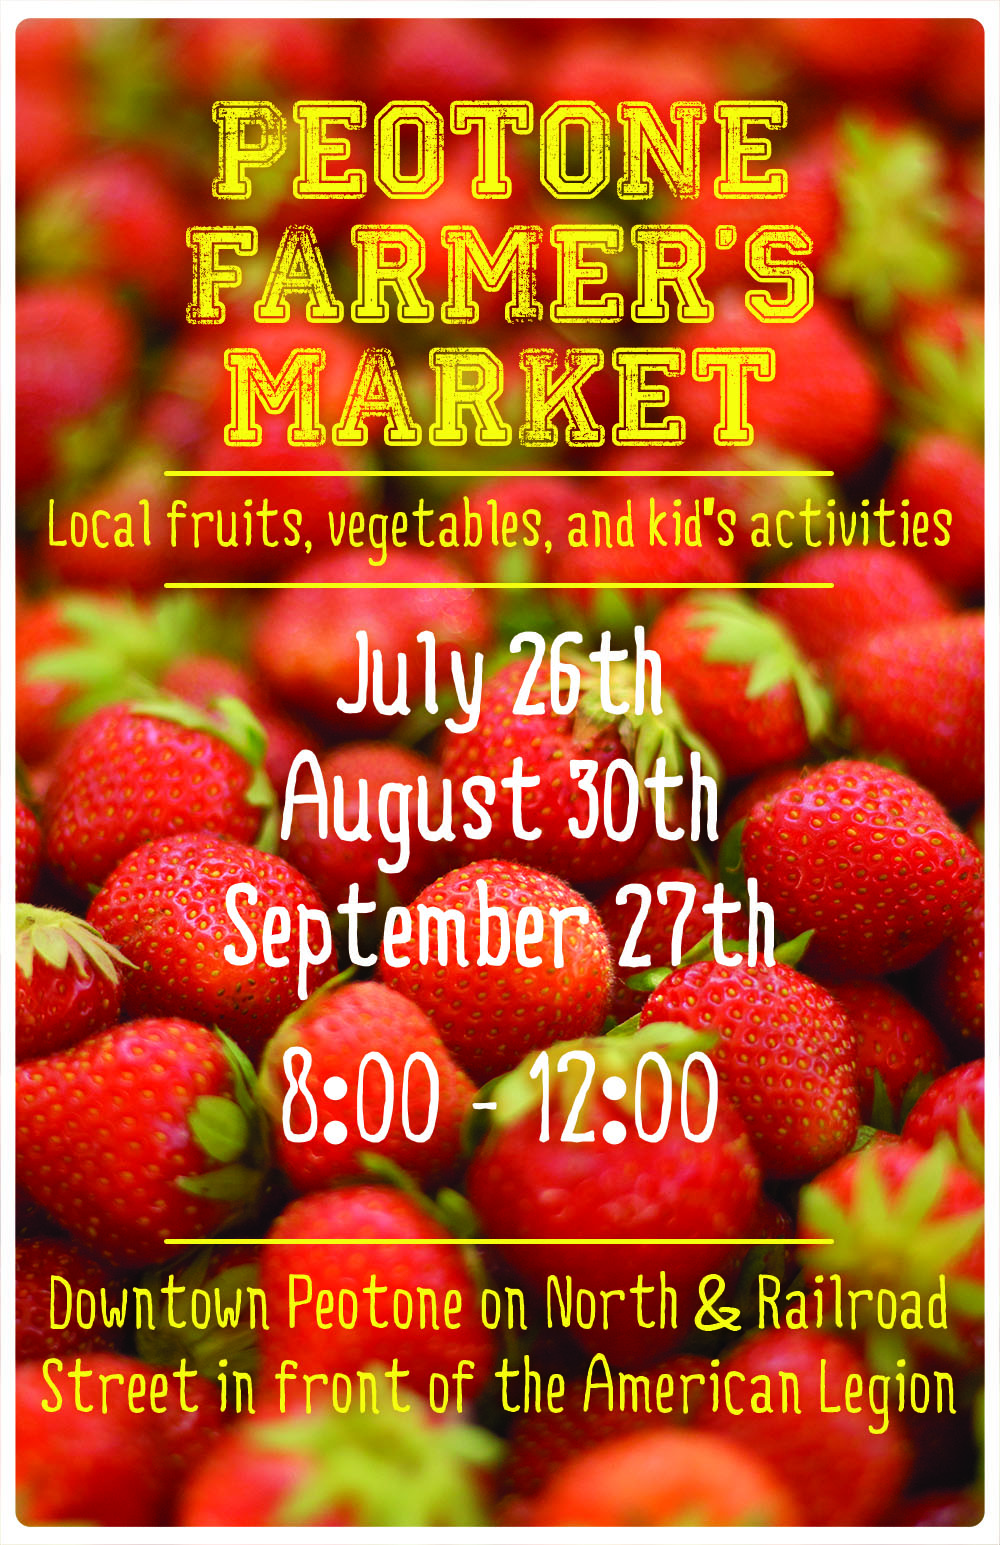 PEOTONE
FARMER'S
MARKET
Local fruits, vegetables, and kid's activities
July 26th
August 30th
September 27th
8:00 - 12:00
Downtown Peotone on North & Railroad
Street in front of the American Legion